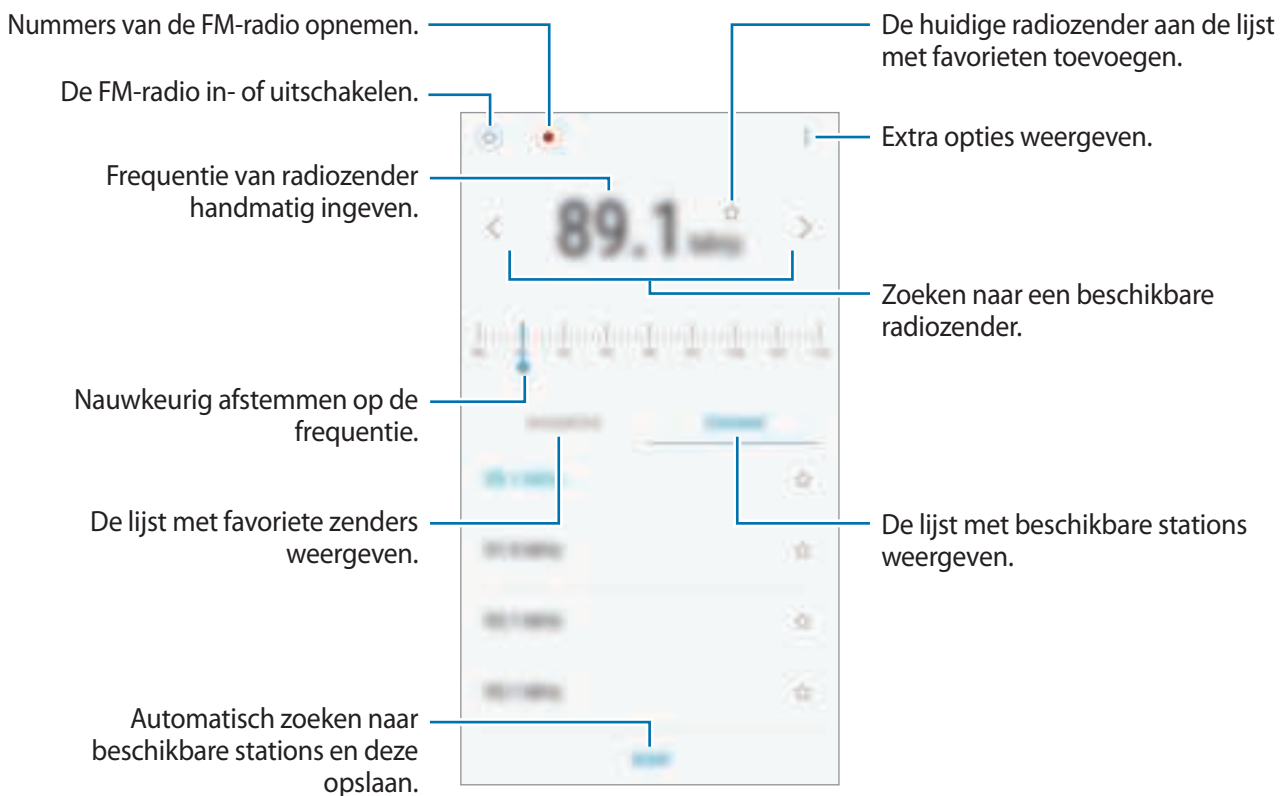 Nummers van de FM-radio opnemen.
De FM-radio in- of uitschakelen.
Frequentie van radiozender
handmatig ingeven.
Nauwkeurig afstemmen op de
frequentie.
De lijst met favoriete zenders
weergeven.
Automatisch zoeken naar
beschikbare stations en deze
opslaan.
89.1 MHz
De huidige radiozender aan de lijst
met favorieten toevoegen.
Extra opties weergeven.
Zoeken naar een beschikbare
radiozender.
De lijst met beschikbare stations
weergeven.